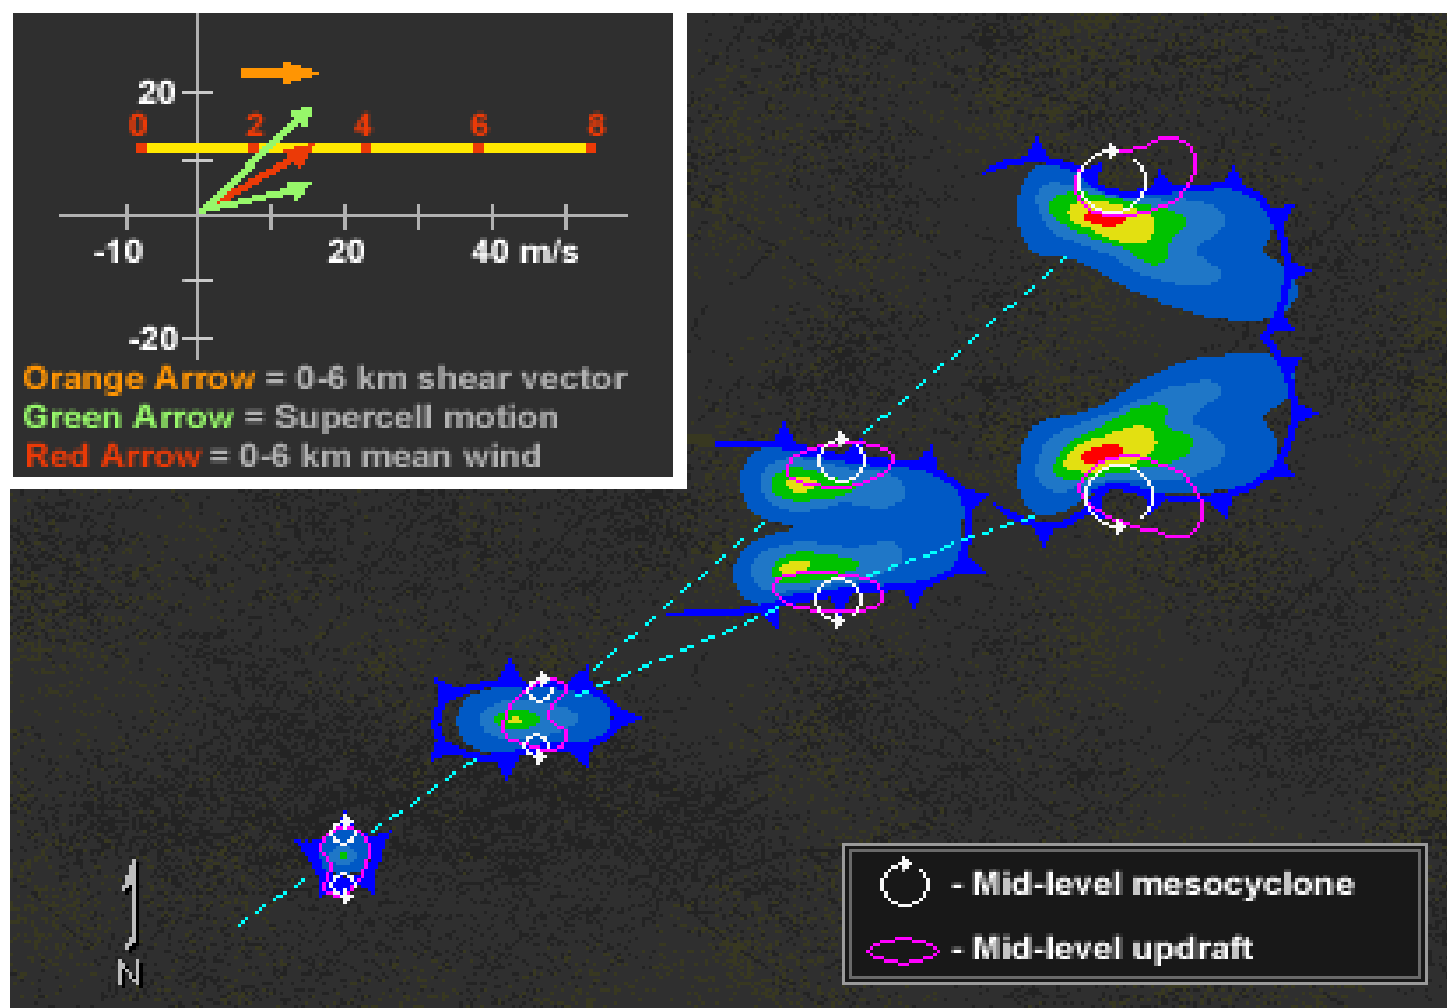 20
0 2 4 6 8
-10 20 40 m/s
-20
Orange Arrow = 0-6 km shear vector
Green Arrow = Supercell motion
Red Arrow = 0-6 km mean wind
- Mid-level mesocyclone
- Mid-level updraft
N